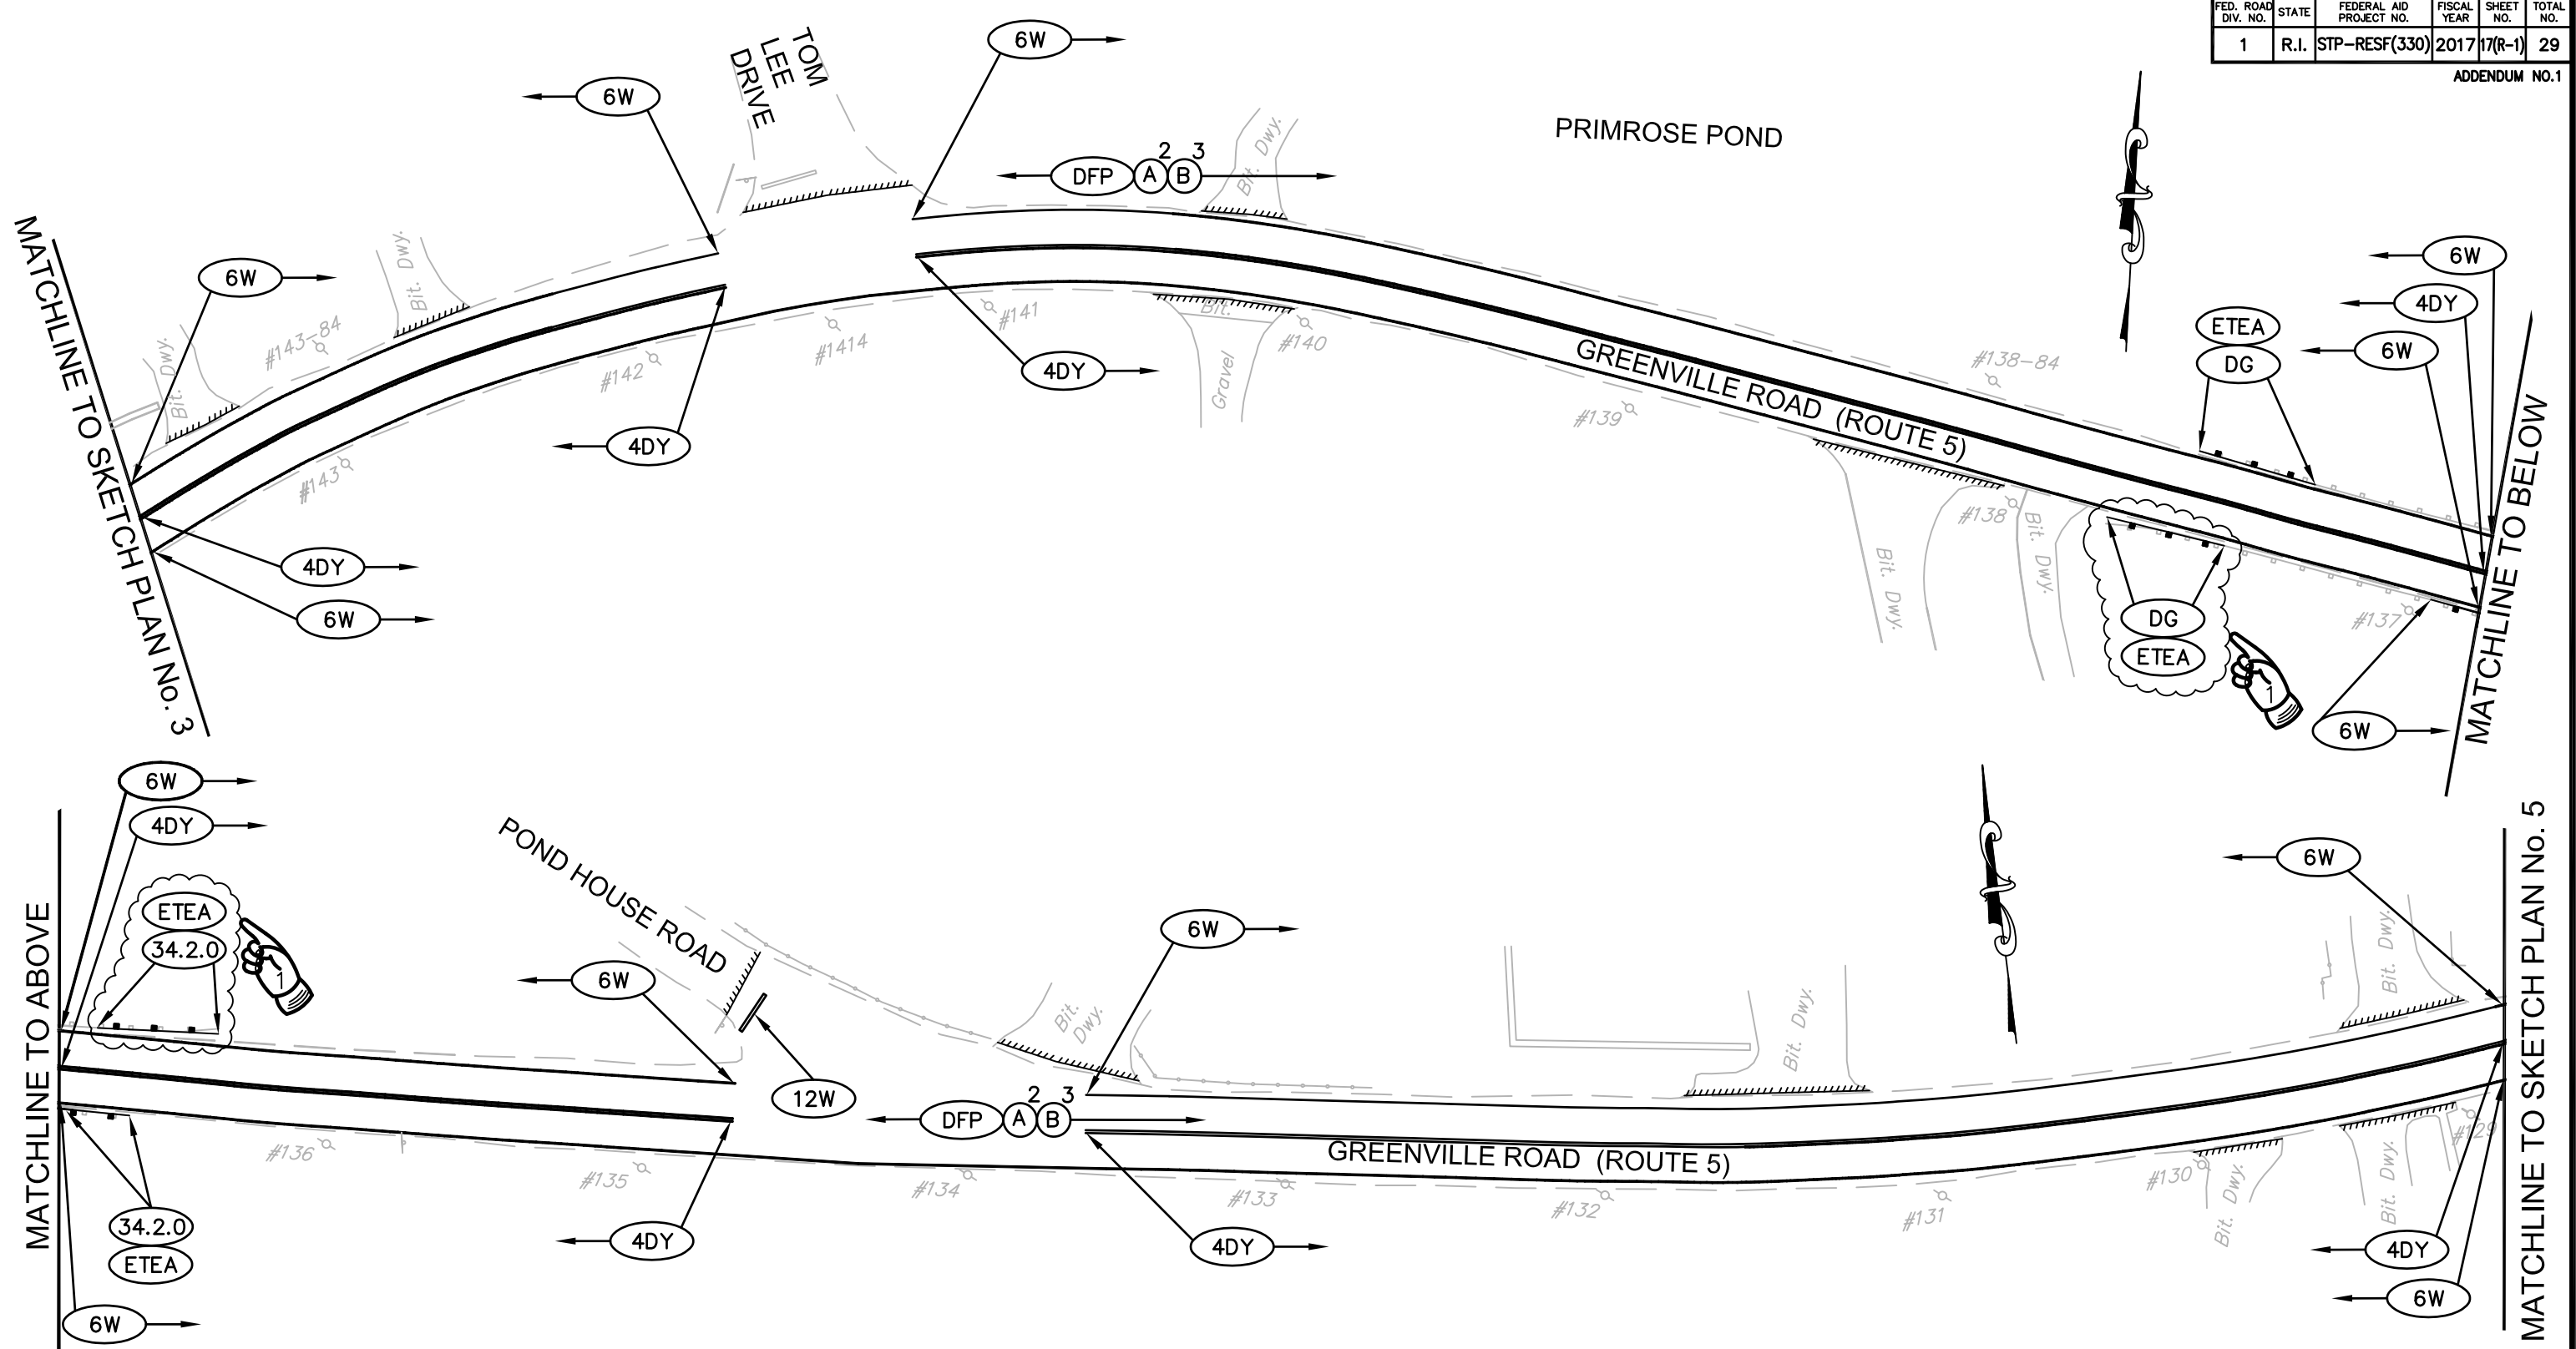 FED. ROAD DIV. NO. STATE FEDERAL AID PROJECT NO. FISCAL YEAR SHEET NO. TOTAL NO.
1 R.I. STP-RESF(330) 2017 17(R-1) 29
ADDENDUM NO.1
TOM
LEE
DRIVE
6W
6W
PRIMROSE POND
DFP A 2 B 3
Bit. Dwy.
MATCHLINE TO SKETCH PLAN No. 3
6W
Bit. Dwy.
Bit. Dwy.
#143-84
#142
#1414
#141
Bit.
Gravel
#140
4DY
4DY
#143
4DY
6W
GREENVILLE ROAD (ROUTE 5)
#139
#138-84
6W
4DY
6W
ETEA
DG
#138
Bit. Dwy.
Bit. Dwy.
DG
ETEA
1
#137
6W
MATCHLINE TO BELOW
6W
4DY
MATCHLINE TO ABOVE
ETEA
34.2.0
1
POND HOUSE ROAD
6W
12W
Bit.
Dwy.
6W
DFP A 2 B 3
Bit. Dwy.
6W
Bit. Dwy.
GREENVILLE ROAD (ROUTE 5)
#136
#135
#134
#133
#132
#131
#130
#129
Bit. Dwy.
Bit. Dwy.
34.2.0
ETEA
6W
4DY
4DY
4DY
6W
MATCHLINE TO SKETCH PLAN No. 5